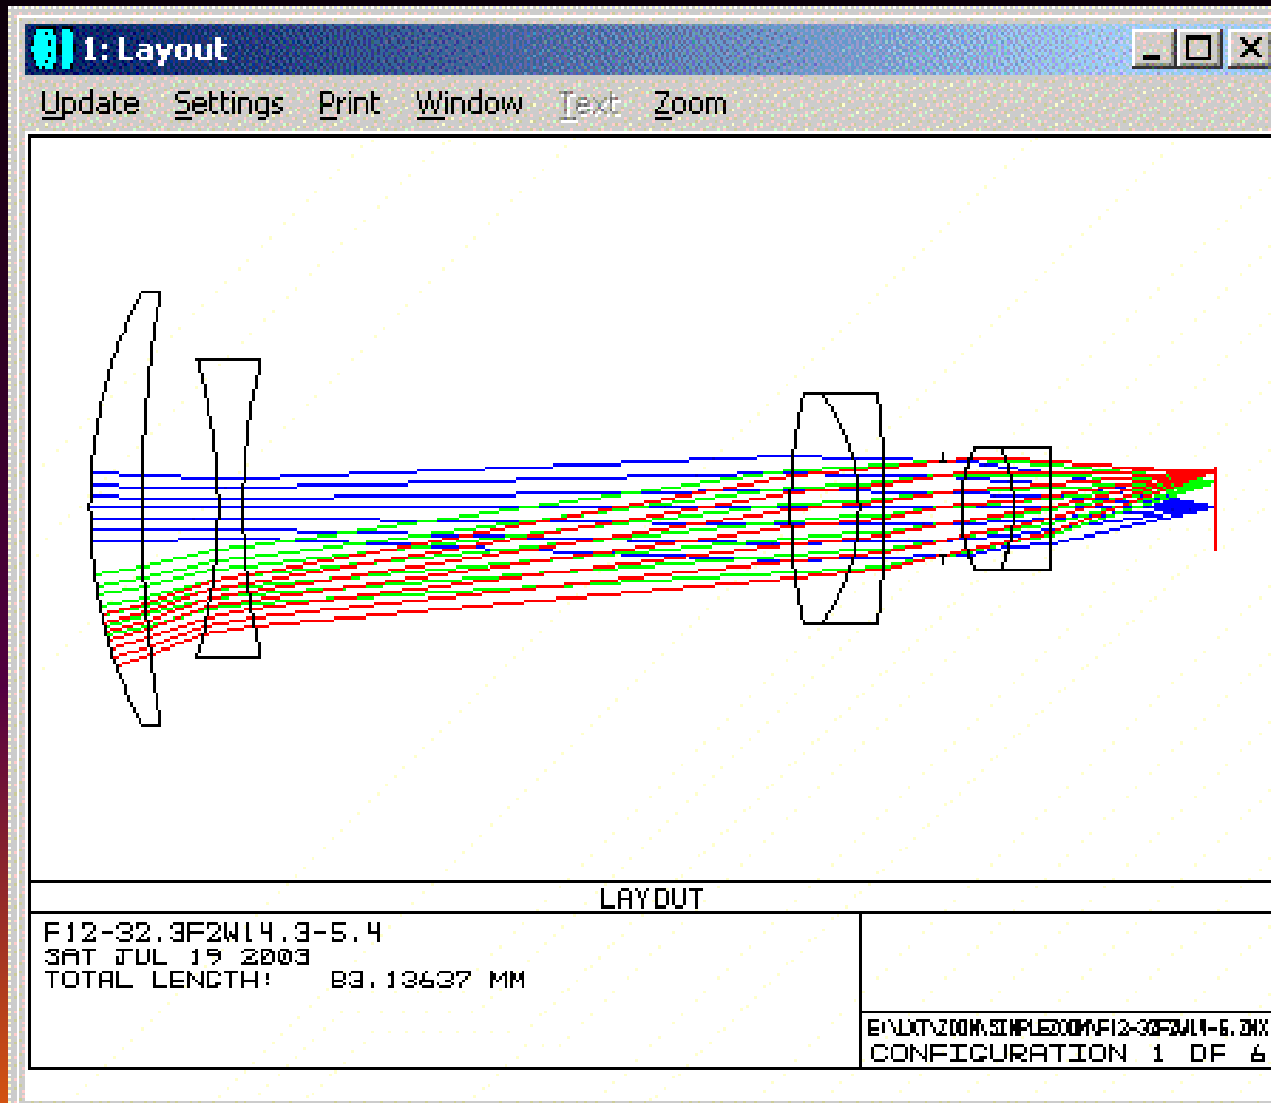 1: Layout
Update Settings Print Window Text Zoom
LAYOUT
F12-32.3F2W14.3-5.4
SAT JUL 19 2003
TOTAL LENGTH: 83.13637 MM
CONFIGURATION 1 OF 6